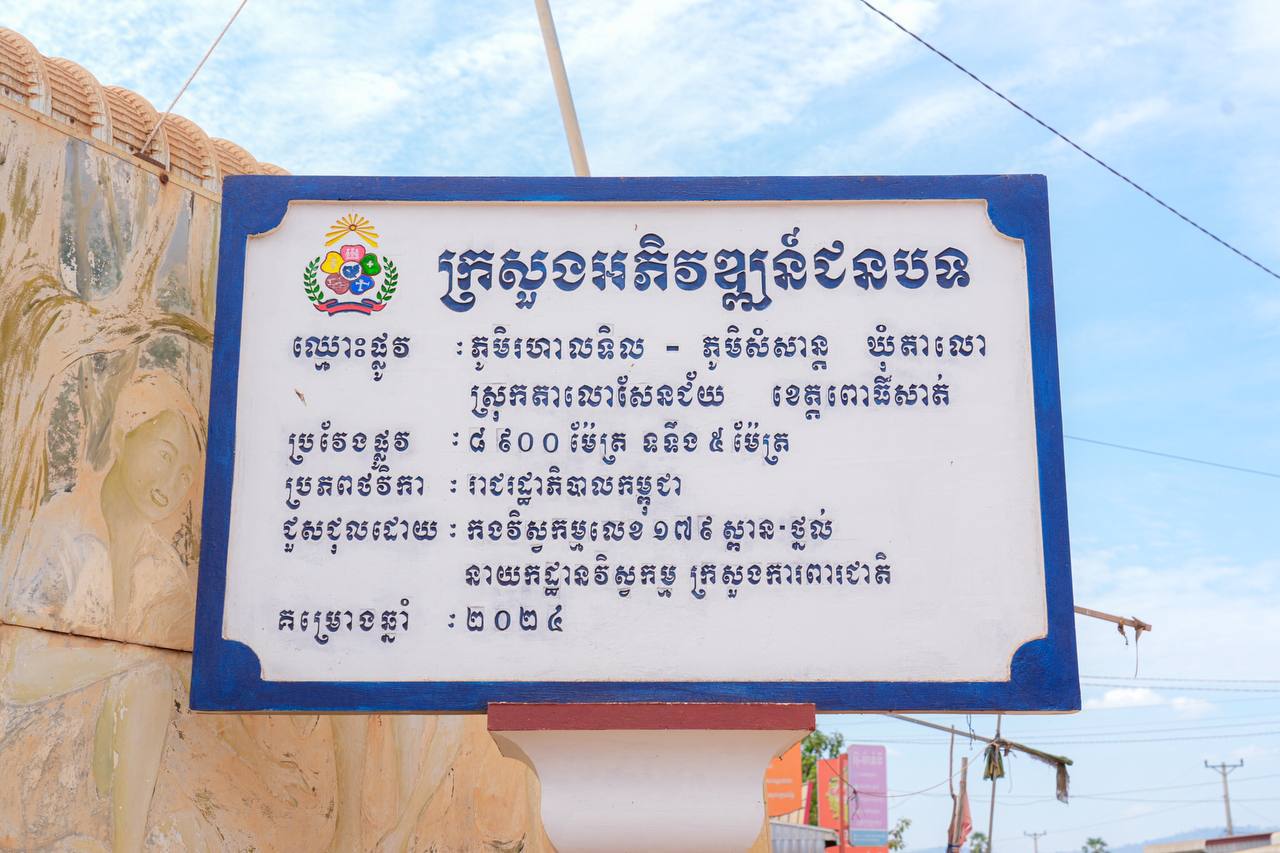 ក្រសួងអភិវឌ្ឍន៍ជនបទ
ឈ្មោះផ្លូវ : ភូមិរហាលទិល - ភូមិសំសាន្ត ឃុំតាលោ
ស្រុកតាលោសែនជ័យ ខេត្តពោធិ៍សាត់
ប្រវែងផ្លូវ : ៨ ៩០០ ម៉ែត្រ ទទឹង ៥ ម៉ែត្រ
ប្រភពថវិកា : រាជរដ្ឋាភិបាលកម្ពុជា
ជួសជុលដោយ : កងវិស្វកម្មលេខ ១៧៩ ស្ពាន-ថ្នល់
នាយកដ្ឋានវិស្វកម្ម ក្រសួងការពារជាតិ
គម្រោងឆ្នាំ : ២០២៤